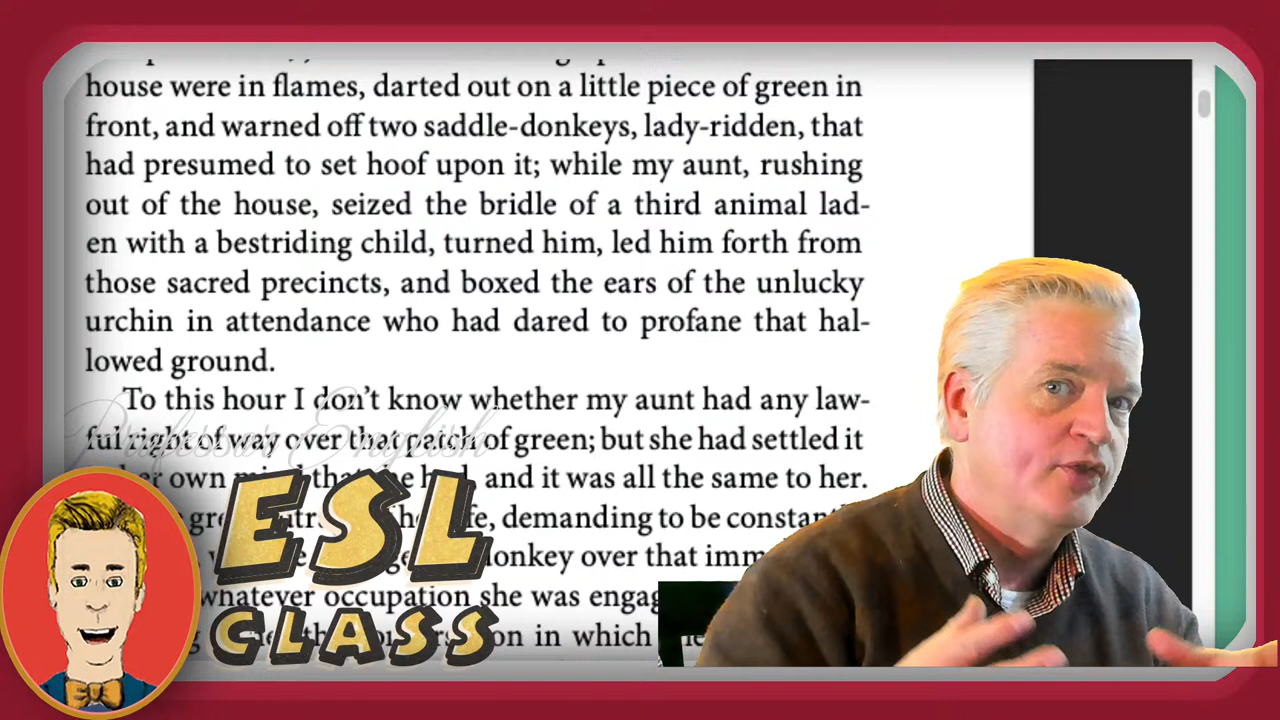 house were in flames, darted out on a little piece of green in
front, and warned off two saddle-donkeys, lady-ridden, that
had presumed to set hoof upon it; while my aunt, rushing
out of the house, seized the bridle of a third animal lad-
en with a bestriding child, turned him, led him forth from
those sacred precincts, and boxed the ears of the unlucky
urchin in attendance who had dared to profane that hal-
lowed ground.
To this hour I don't know whether my aunt had any law-
ful right of way over that patch of green; but she had settled it
own and it was all the same to her.
demanding to be
donkey over that
whatever occupation she was
in which
Professor English
ESL
CLASS